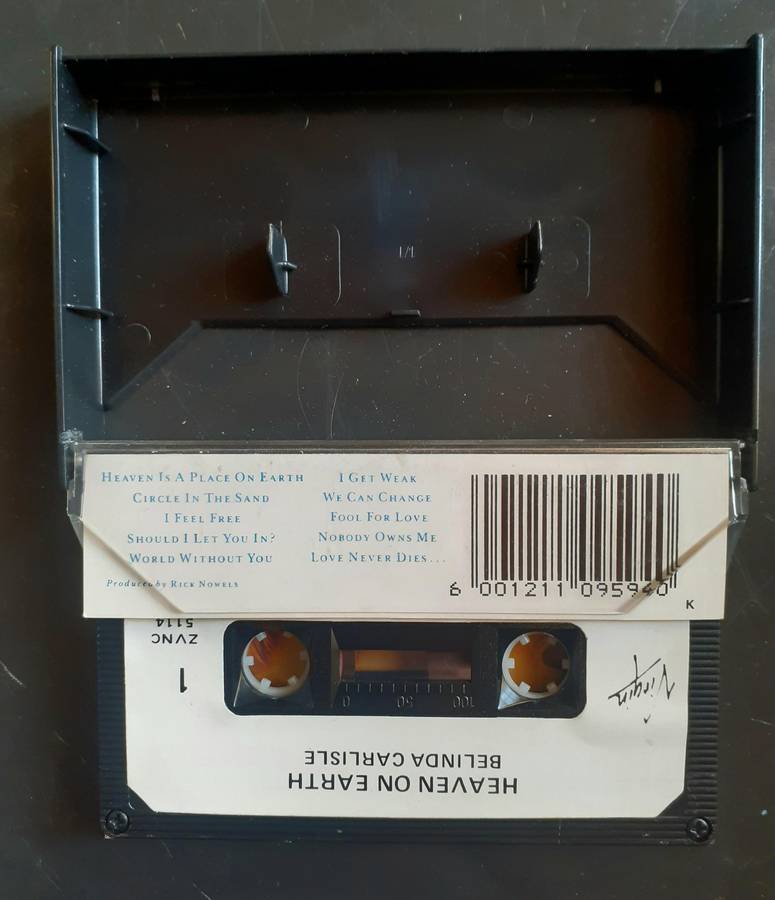 1/1
HEAVEN IS A PLACE ON EARTH
CIRCLE IN THE SAND
I FEEL FREE
SHOULD I LET YOU IN?
WORLD WITHOUT YOU
Produced by RICK NOWELS
I GET WEAK
WE CAN CHANGE
FOOL FOR LOVE
NOBODY OWNS ME
LOVE NEVER DIES...
6 001211 095940
K
HEAVEN ON EARTH
BELINDA CARLISLE
Virgin
100 50 0
1
ZVNC
5114